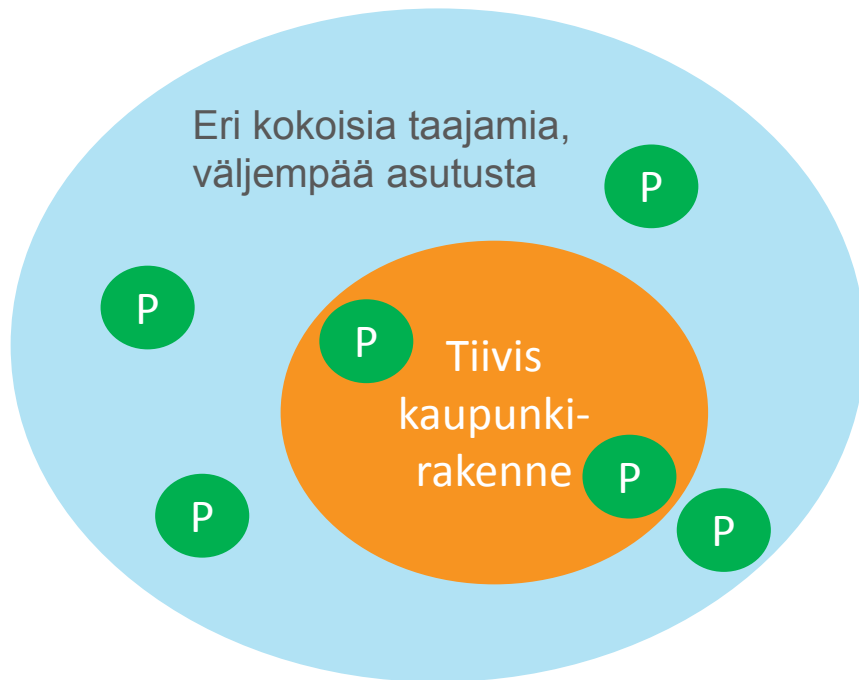 Eri kokoisia taajamia,
väljempää asutusta
P
P
P
Tiivis
kaupunki-
rakenne
P
P
P